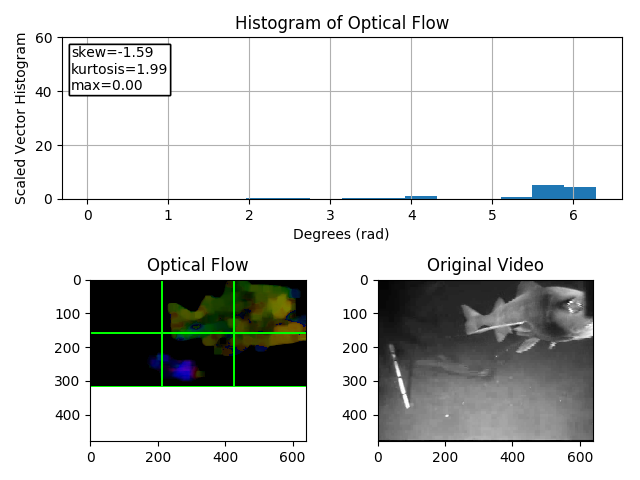 Histogram of Optical Flow
Scaled Vector Histogram
60
40
20
0
skew=-1.59
kurtosis=1.99
max=0.00
0 1 2 3 4 5 6
Degrees (rad)
Optical Flow
0
100
200
300
400
0 200 400 600
Original Video
0
100
200
300
400
0 200 400 600